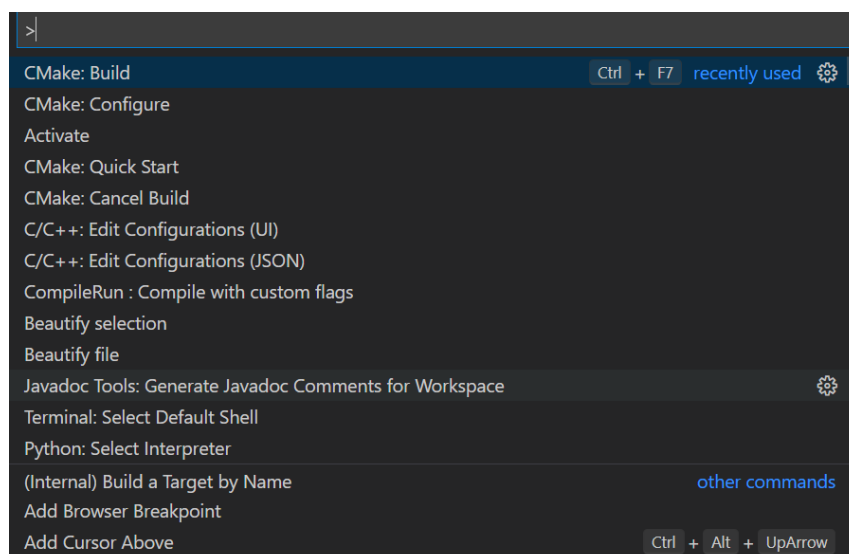 >
CMake: Build Ctrl + F7 recently used
CMake: Configure
Activate
CMake: Quick Start
CMake: Cancel Build
C/C++: Edit Configurations (UI)
C/C++: Edit Configurations (JSON)
CompileRun : Compile with custom flags
Beautify selection
Beautify file
Javadoc Tools: Generate Javadoc Comments for Workspace
Terminal: Select Default Shell
Python: Select Interpreter
(Internal) Build a Target by Name other commands
Add Browser Breakpoint
Add Cursor Above Ctrl + Alt + UpArrow